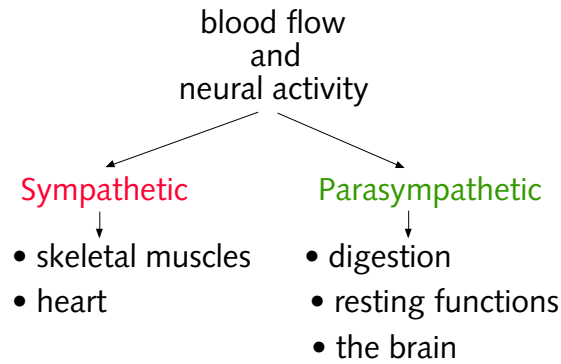 blood flow
and
neural activity
Sympathetic
• skeletal muscles
• heart
Parasympathetic
• digestion
• resting functions
• the brain